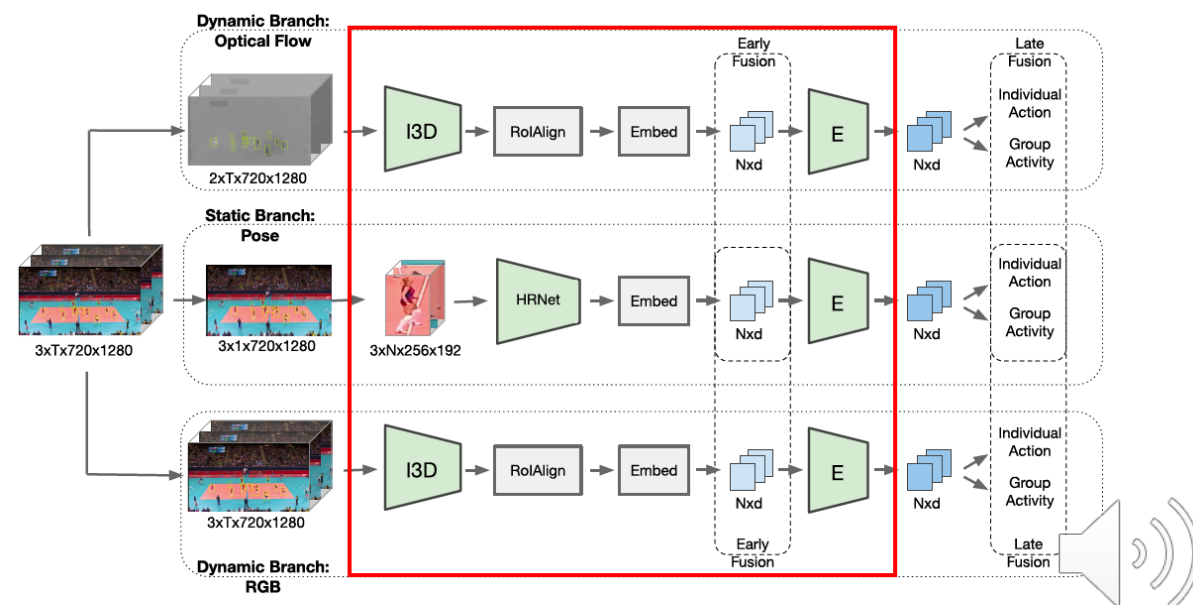 Dynamic Branch:
Optical Flow
Early
Fusion
Late
Fusion
I3D
RoIAlign
Embed
Nxd
E
Nxd
Individual
Action
Group
Activity
2xTx720x1280
Static Branch:
Pose
3xTx720x1280
3x1x720x1280
3xNx256x192
HRNet
Embed
Nxd
E
Nxd
Individual
Action
Group
Activity
3xTx720x1280
I3D
RoIAlign
Embed
Nxd
E
Nxd
Individual
Action
Group
Activity
Early
Fusion
Late
Fusion
Dynamic Branch:
RGB